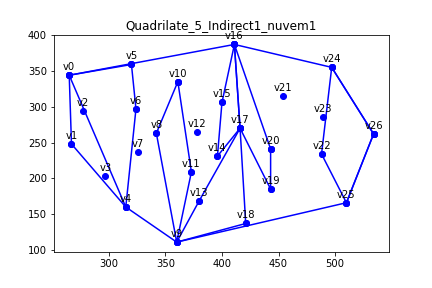 Quadrilate_5_Indirect1_nuvem1
400
350
300
250
200
150
100
300
350
400
450
500
v0
v1
v2
v3
v4
v5
v6
v7
v8
v9
v10
v11
v12
v13
v14
v15
v16
v17
v18
v19
v20
v21
v22
v23
v24
v25
v26